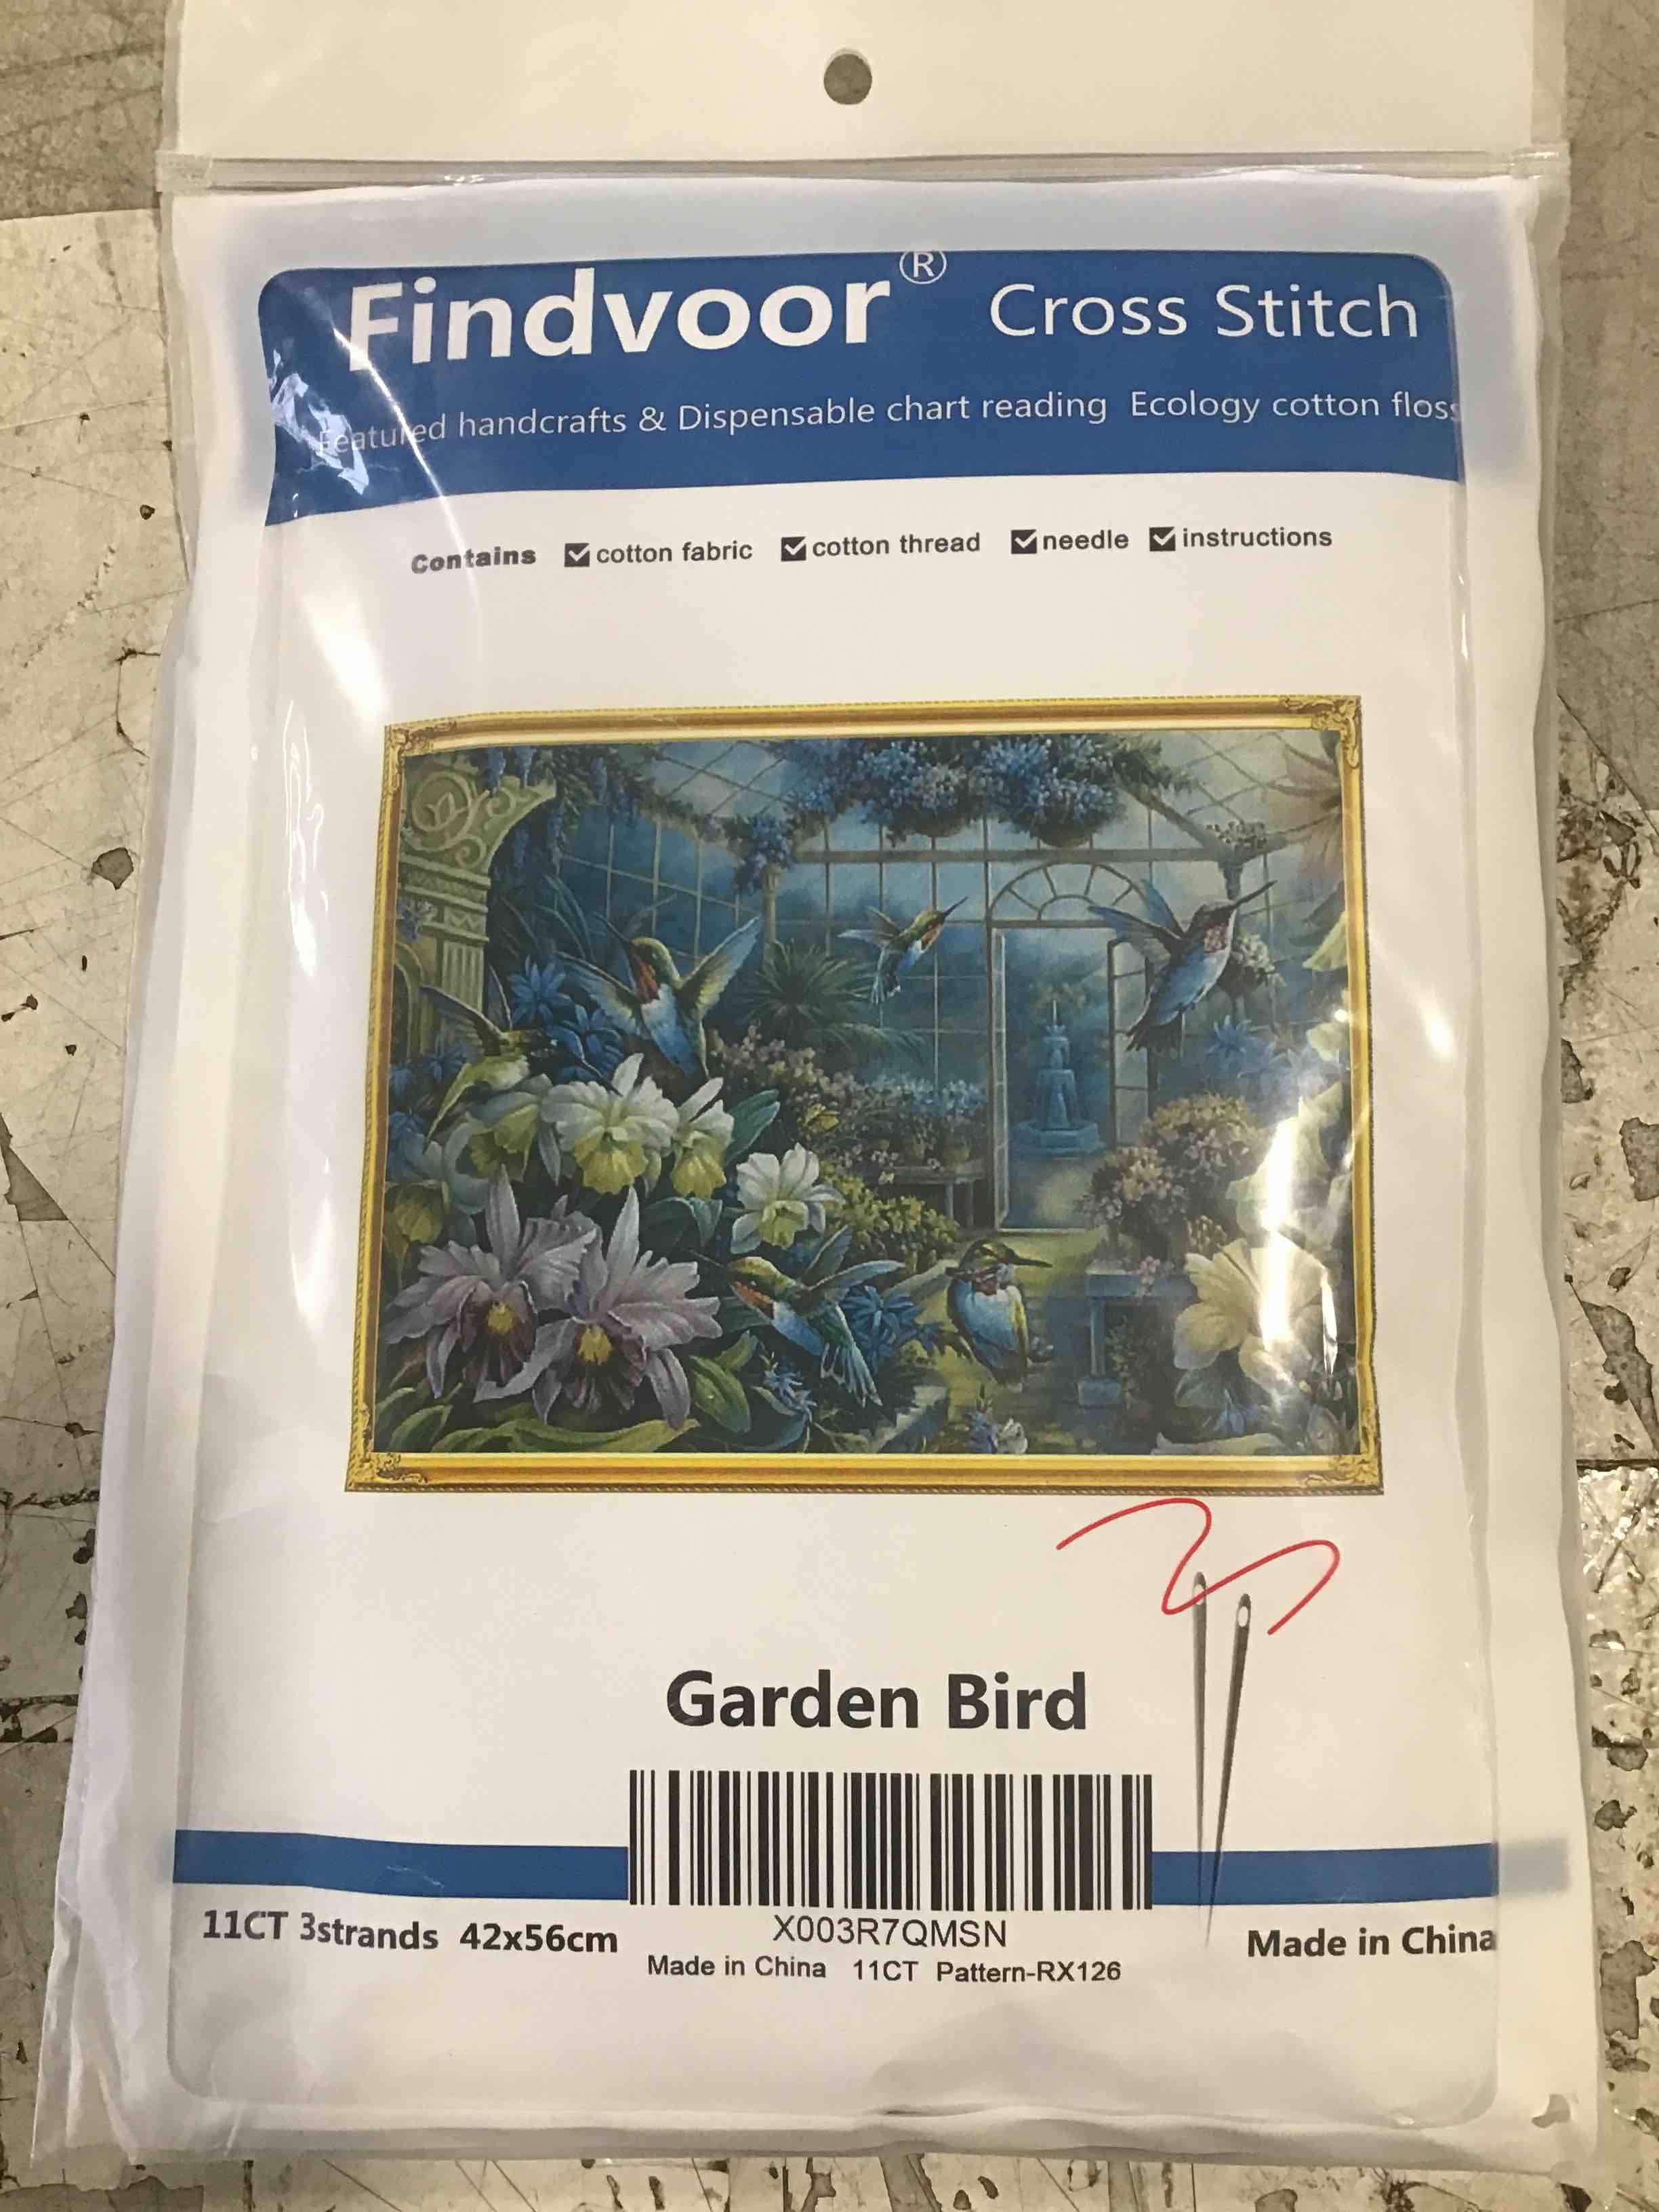 Findvoor® Cross Stitch
Featured handcrafts & Dispensable chart reading Ecology cotton floss
Contains ☑ cotton fabric ☑ cotton thread ☑ needle ☑ instructions
Garden Bird
11CT 3strands 42x56cm
X003R7QMSN
Made in China 11CT Pattern-RX126
Made in China